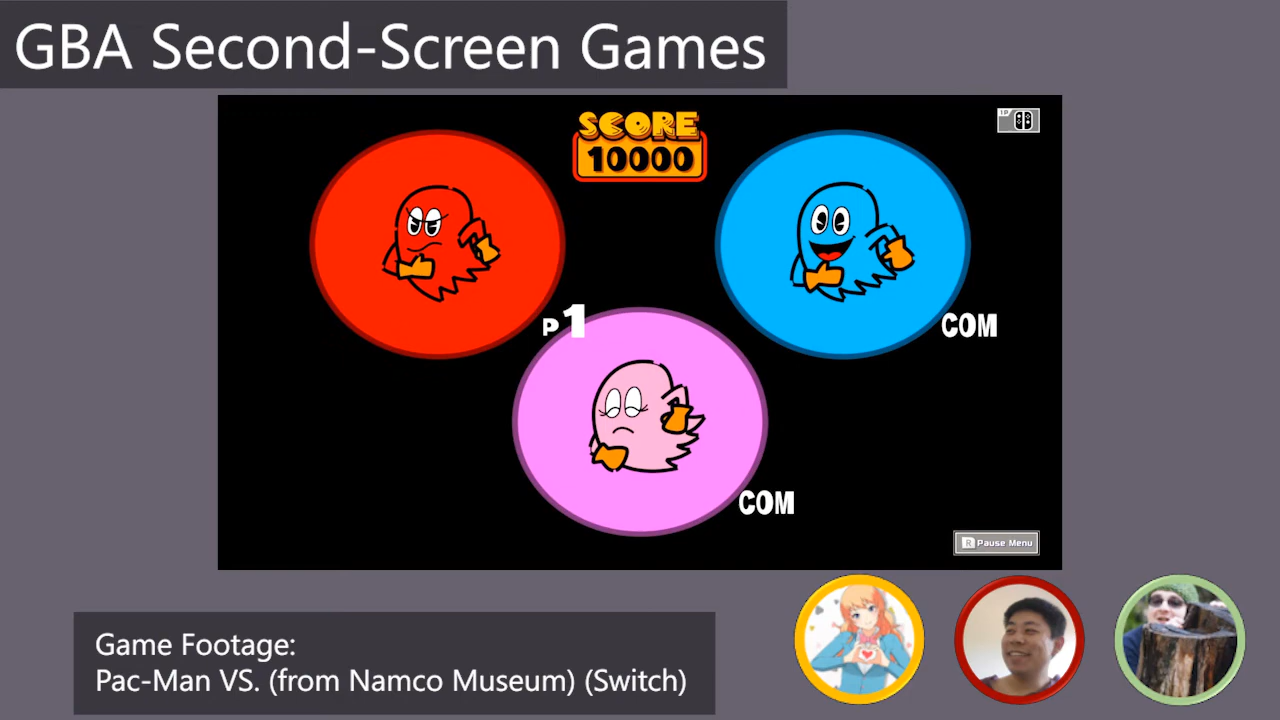 GBA Second-Screen Games
SCORE
10000
1P
P1
COM
COM
R Pause Menu
Game Footage:
Pac-Man VS. (from Namco Museum) (Switch)